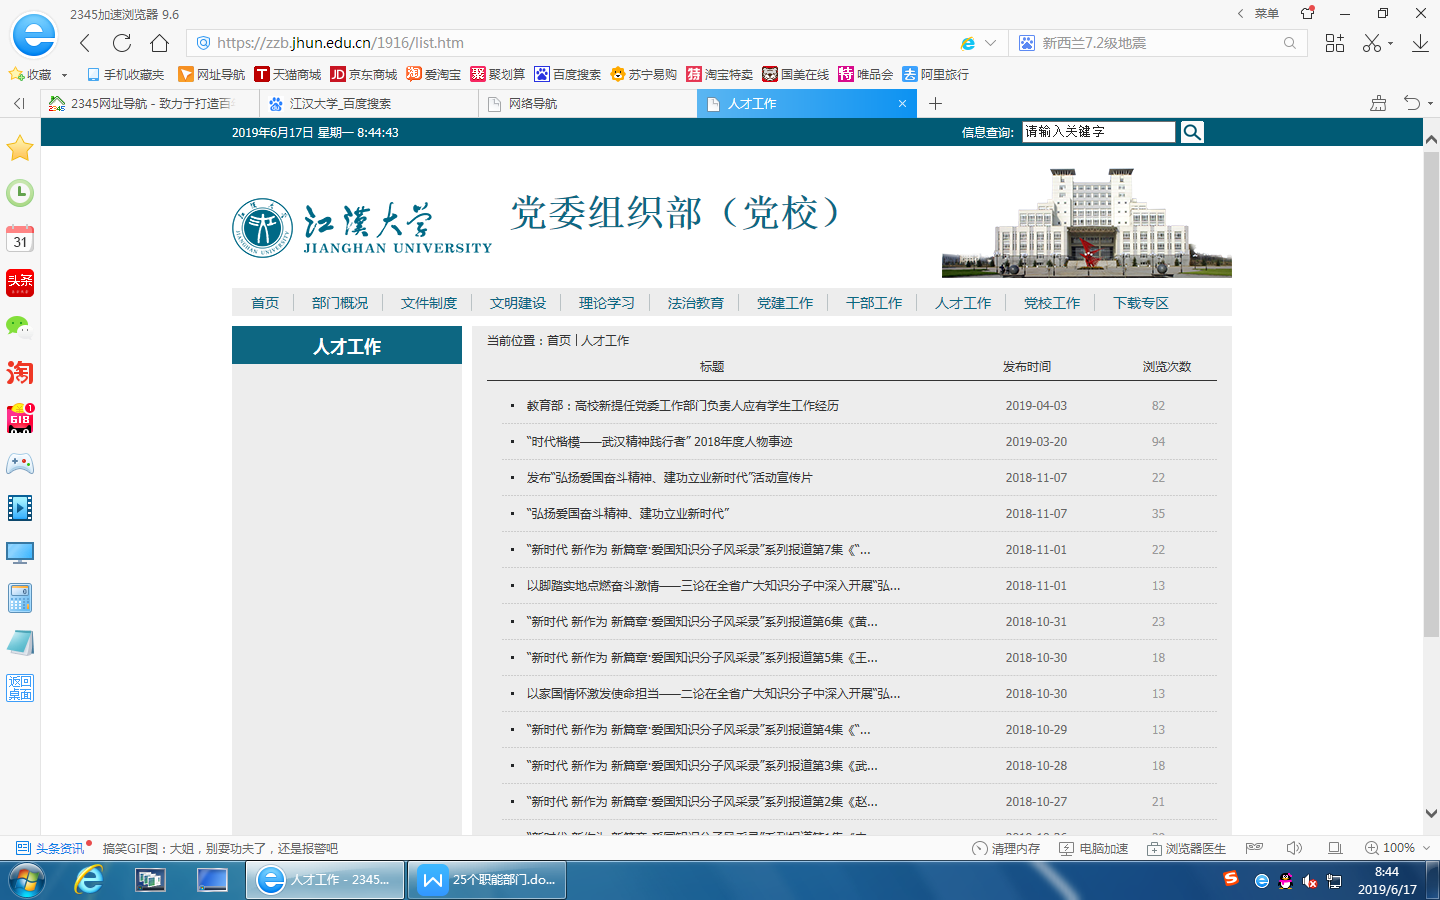 2345加速浏览器 9.6
菜单
https://zzb.jhun.edu.cn/1916/list.htm
新西兰7.2级地震
收藏 手机收藏夹 网址导航 天猫商城 京东商城 爱淘宝 聚划算 百度搜索 苏宁易购 淘宝特卖 国美在线 唯品会 阿里旅行
2345网址导航 - 致力于打造百
江汉大学_百度搜索
网络导航
人才工作
2019年6月17日 星期一 8:44:43
信息查询:
请输入关键字
江漢大学
JIANGHAN UNIVERSITY
党委组织部（党校）
首页 部门概况 文件制度 文明建设 理论学习 法治教育 党建工作 干部工作 人才工作 党校工作 下载专区
人才工作
当前位置：首页 | 人才工作
标题 发布时间 浏览次数
教育部：高校新提任党委工作部门负责人应有学生工作经历 2019-04-03 82
“时代楷模——武汉精神践行者” 2018年度人物事迹 2019-03-20 94
发布“弘扬爱国奋斗精神、建功立业新时代”活动宣传片 2018-11-07 22
“弘扬爱国奋斗精神、建功立业新时代” 2018-11-07 35
“新时代 新作为 新篇章·爱国知识分子风采录”系列报道第7集《“... 2018-11-01 22
以脚踏实地点燃奋斗激情——三论在全省广大知识分子中深入开展“弘... 2018-11-01 13
“新时代 新作为 新篇章·爱国知识分子风采录”系列报道第6集《黄... 2018-10-31 23
“新时代 新作为 新篇章·爱国知识分子风采录”系列报道第5集《王... 2018-10-30 18
以家国情怀激发使命担当——二论在全省广大知识分子中深入开展“弘... 2018-10-30 13
“新时代 新作为 新篇章·爱国知识分子风采录”系列报道第4集《“... 2018-10-29 13
“新时代 新作为 新篇章·爱国知识分子风采录”系列报道第3集《武... 2018-10-28 18
“新时代 新作为 新篇章·爱国知识分子风采录”系列报道第2集《赵... 2018-10-27 21
31
头条
淘
618
1
返回
桌面
头条资讯 搞笑GIF图：大姐，别耍功夫了，还是报警吧
清理内存 电脑加速 浏览器医生 100%
人才工作 - 2345...
25个职能部门.do...
8:44
2019/6/17